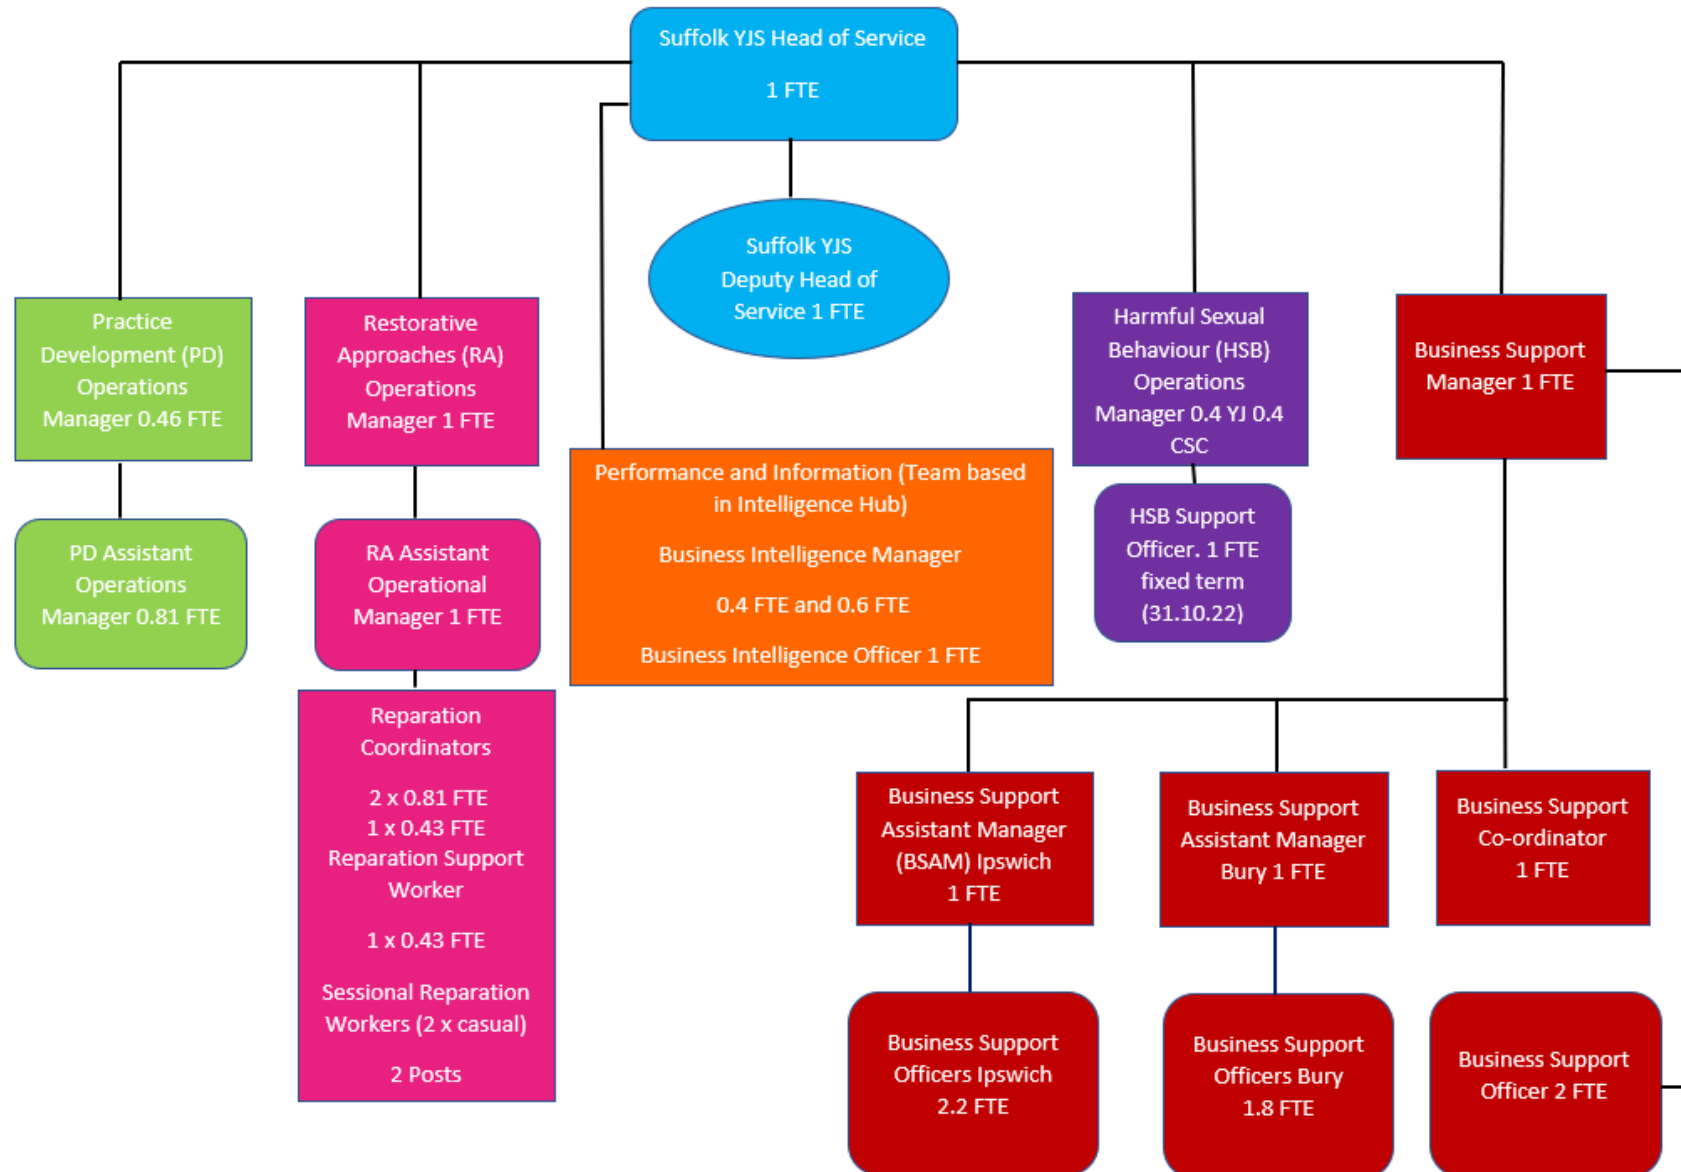 Suffolk YJS Head of Service
1 FTE
Suffolk YJS
Deputy Head of
Service 1 FTE
Practice
Development (PD)
Operations
Manager 0.46 FTE
Restorative
Approaches (RA)
Operations
Manager 1 FTE
Harmful Sexual
Behaviour (HSB)
Operations
Manager 0.4 YJ 0.4
CSC
Business Support
Manager 1 FTE
Performance and Information (Team based
in Intelligence Hub)
Business Intelligence Manager
0.4 FTE and 0.6 FTE
Business Intelligence Officer 1 FTE
PD Assistant
Operations
Manager 0.81 FTE
RA Assistant
Operational
Manager 1 FTE
HSB Support
Officer. 1 FTE
fixed term
(31.10.22)
Reparation
Coordinators
2 x 0.81 FTE
1 x 0.43 FTE
Reparation Support
Worker
1 x 0.43 FTE
Sessional Reparation
Workers (2 x casual)
2 Posts
Business Support
Assistant Manager
(BSAM) Ipswich
1 FTE
Business Support
Assistant Manager
Bury 1 FTE
Business Support
Co-ordinator
1 FTE
Business Support
Officers Ipswich
2.2 FTE
Business Support
Officers Bury
1.8 FTE
Business Support
Officer 2 FTE